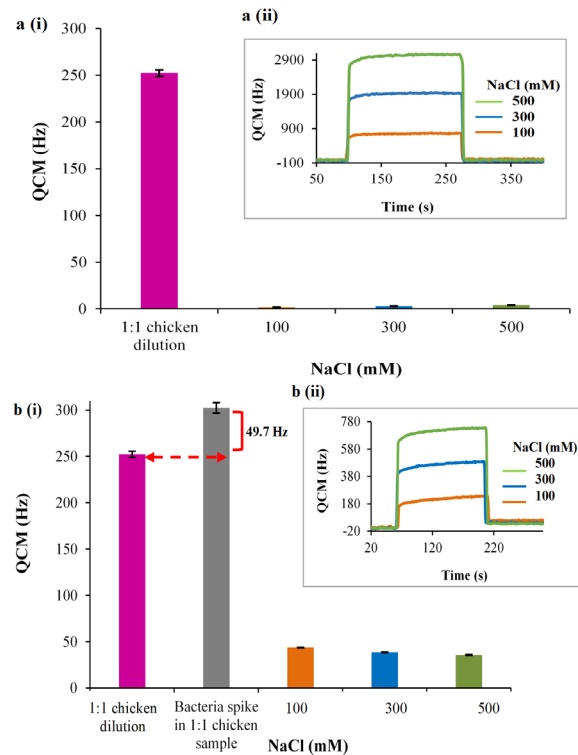 a (i)
300
250
200
150
100
50
0
QCM (Hz)
1:1 chicken
dilution
100
300
500
NaCl (mM)
a (ii)
2900
1900
900
-100
QCM (Hz)
50
150
250
350
Time (s)
NaCl (mM)
500
300
100
b (i)
300
250
200
150
100
50
0
QCM (Hz)
49.7 Hz
1:1 chicken
dilution
Bacteria spike
in 1:1 chicken
sample
100
300
500
NaCl (mM)
b (ii)
780
580
380
180
-20
QCM (Hz)
20
120
220
Time (s)
NaCl (mM)
500
300
100